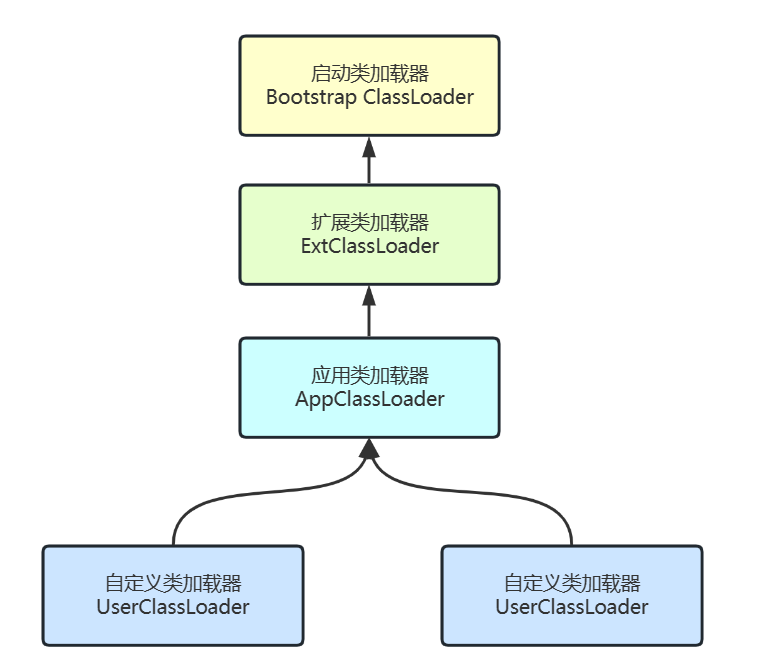 启动类加载器
Bootstrap ClassLoader
扩展类加载器
ExtClassLoader
应用类加载器
AppClassLoader
自定义类加载器
UserClassLoader
自定义类加载器
UserClassLoader